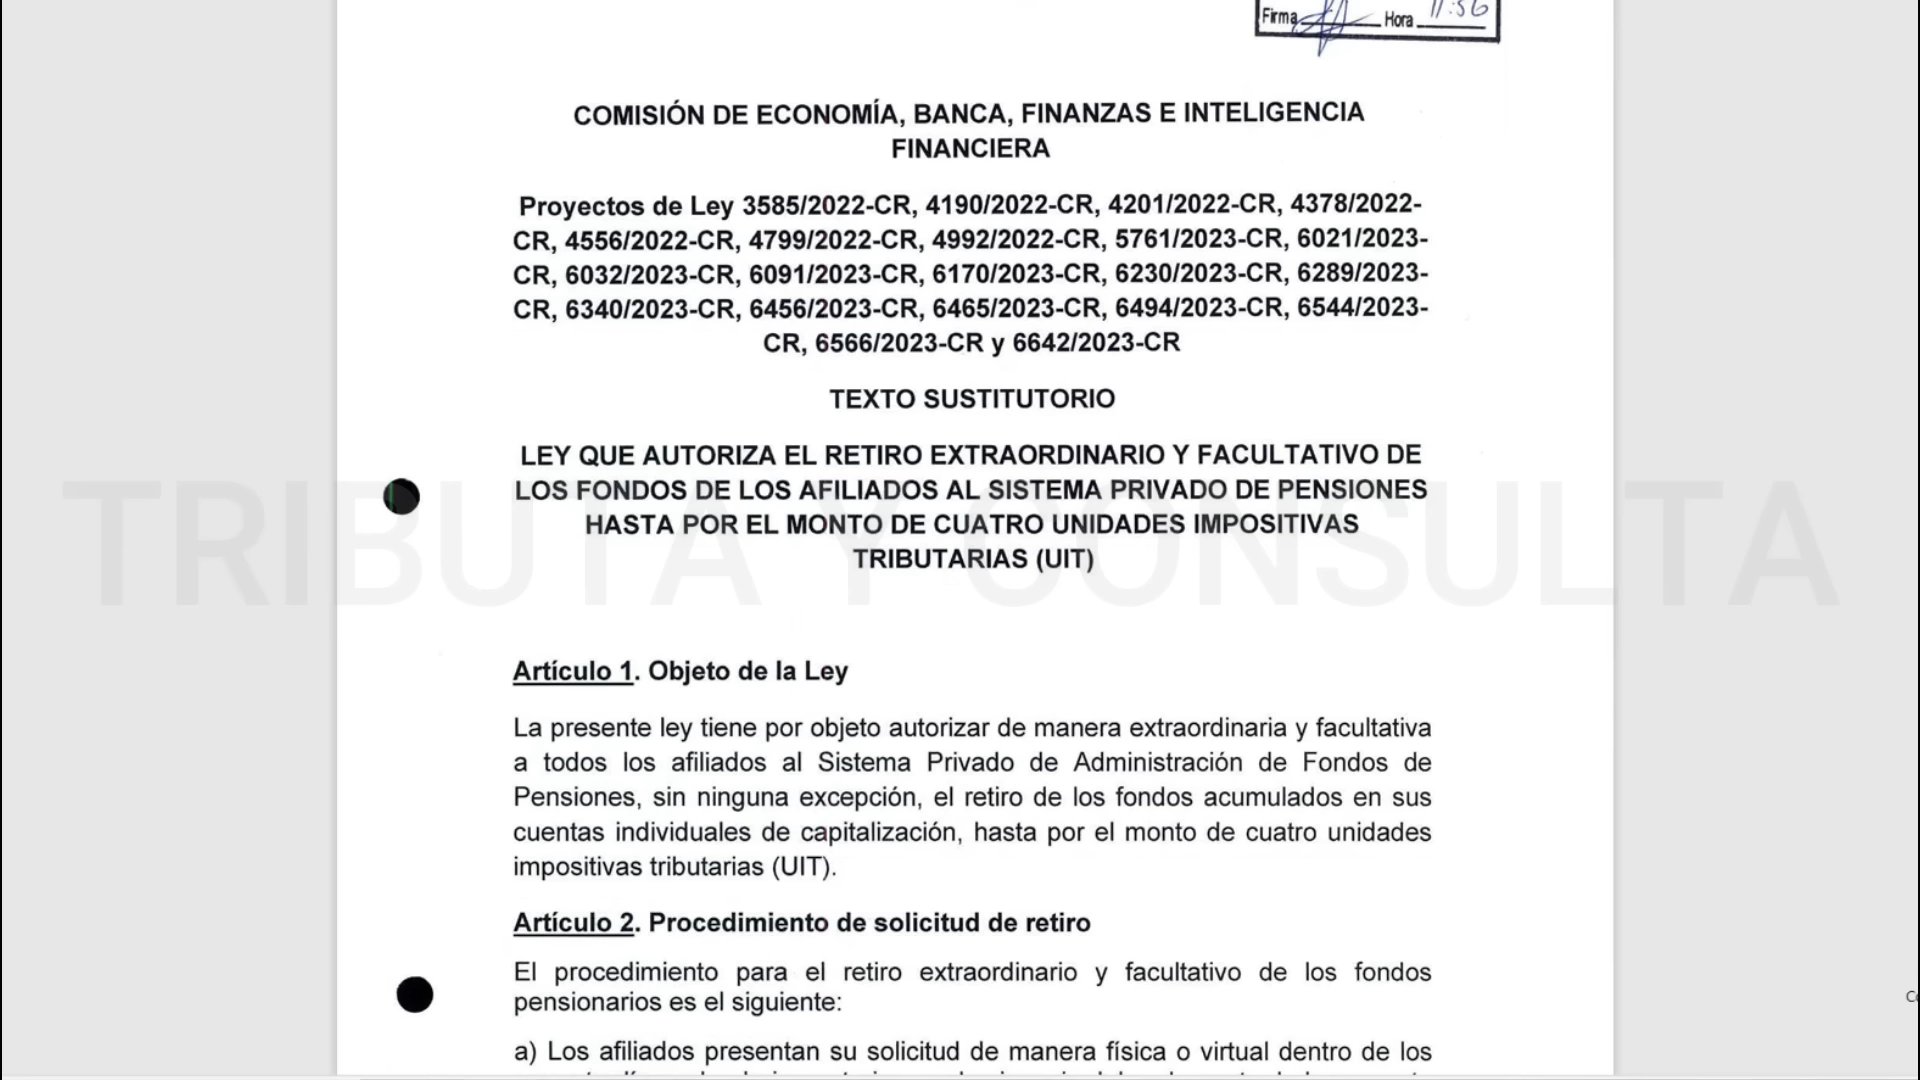 Firma Hora 11:56
COMISIÓN DE ECONOMÍA, BANCA, FINANZAS E INTELIGENCIA
FINANCIERA
Proyectos de Ley 3585/2022-CR, 4190/2022-CR, 4201/2022-CR, 4378/2022-
CR, 4556/2022-CR, 4799/2022-CR, 4992/2022-CR, 5761/2023-CR, 6021/2023-
CR, 6032/2023-CR, 6091/2023-CR, 6170/2023-CR, 6230/2023-CR, 6289/2023-
CR, 6340/2023-CR, 6456/2023-CR, 6465/2023-CR, 6494/2023-CR, 6544/2023-
CR, 6566/2023-CR y 6642/2023-CR
TEXTO SUSTITUTORIO
LEY QUE AUTORIZA EL RETIRO EXTRAORDINARIO Y FACULTATIVO DE
LOS FONDOS DE LOS AFILIADOS AL SISTEMA PRIVADO DE PENSIONES
HASTA POR EL MONTO DE CUATRO UNIDADES IMPOSITIVAS
TRIBUTARIAS (UIT)
TRIBUTA Y CONSULTA
Artículo 1. Objeto de la Ley
La presente ley tiene por objeto autorizar de manera extraordinaria y facultativa
a todos los afiliados al Sistema Privado de Administración de Fondos de
Pensiones, sin ninguna excepción, el retiro de los fondos acumulados en sus
cuentas individuales de capitalización, hasta por el monto de cuatro unidades
impositivas tributarias (UIT).
Artículo 2. Procedimiento de solicitud de retiro
El procedimiento para el retiro extraordinario y facultativo de los fondos
pensionarios es el siguiente:
a) Los afiliados presentan su solicitud de manera física o virtual dentro de los